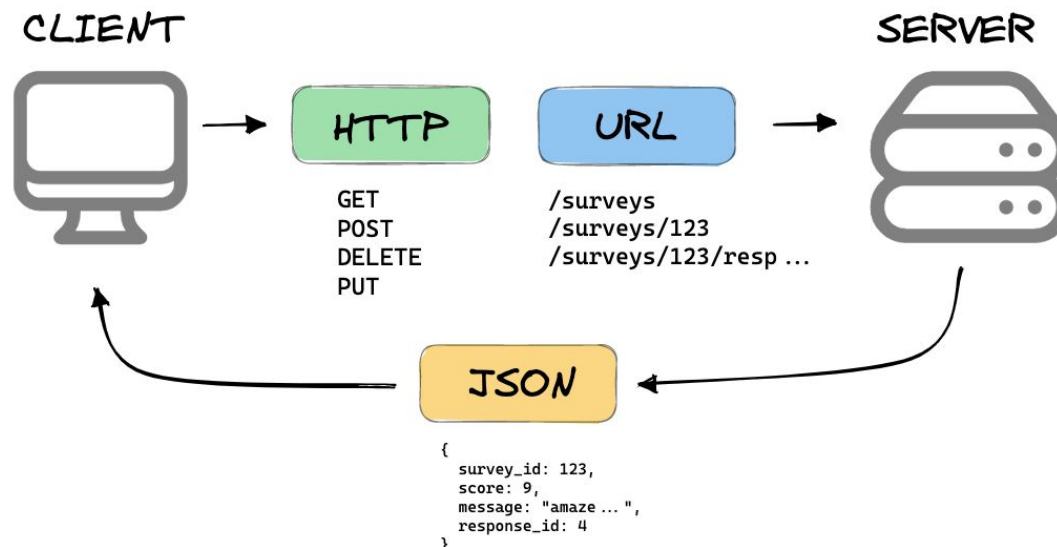 CLIENT
SERVER
HTTP
URL
GET
POST
DELETE
PUT
/surveys
/surveys/123
/surveys/123/resp ...
JSON
{
survey_id: 123,
score: 9,
message: "amaze ... ",
response_id: 4
}